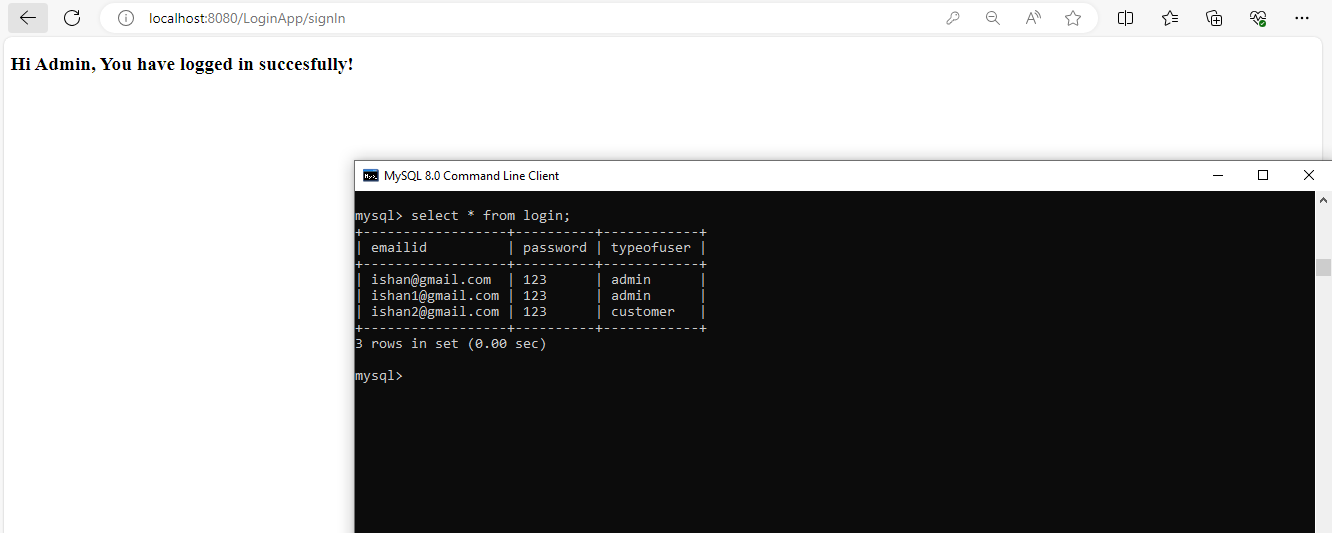 localhost:8080/LoginApp/signIn
Hi Admin, You have logged in succesfully!
MySQL 8.0 Command Line Client
mysql> select * from login;
+------------------+----------+------------+
| emailid          | password | typeofuser |
+------------------+----------+------------+
| ishan@gmail.com  | 123      | admin      |
| ishan1@gmail.com | 123      | admin      |
| ishan2@gmail.com | 123      | customer   |
+------------------+----------+------------+
3 rows in set (0.00 sec)
mysql>